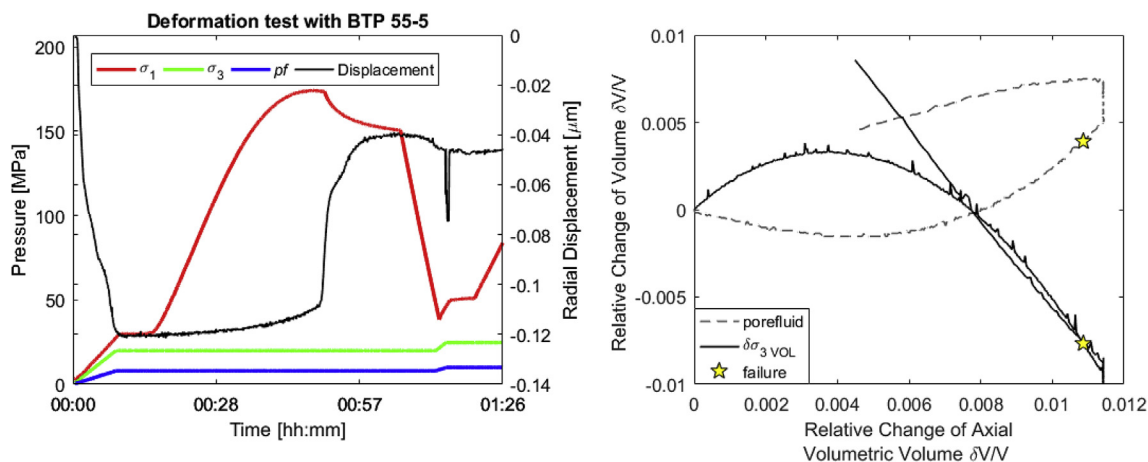 Deformation test with BTP 55-5
σ1 σ3 pf Displacement
Pressure [MPa]
200
150
100
50
0
Radial Displacement [μm]
0
-0.02
-0.04
-0.06
-0.08
-0.1
-0.12
-0.14
00:00 00:28 00:57 01:26
Time [hh:mm]
Relative Change of Volume δV/V
0.01
0.005
0
-0.005
-0.01
porefluid
δσ3 VOL
failure
0 0.002 0.004 0.006 0.008 0.01 0.012
Relative Change of Axial
Volumetric Volume δV/V